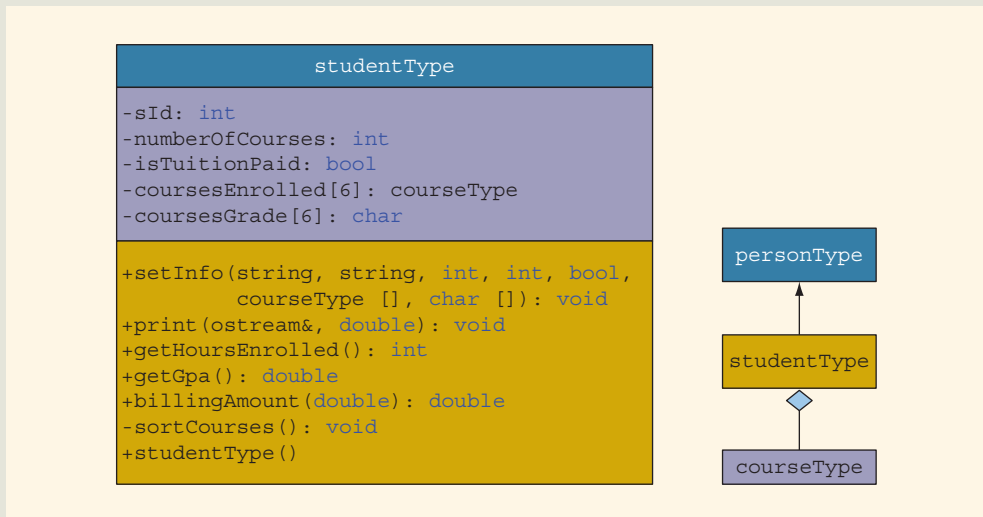 studentType
-sId: int
-numberOfCourses: int
-isTuitionPaid: bool
-coursesEnrolled[6]: courseType
-coursesGrade[6]: char
+setInfo(string, string, int, int, bool,
courseType [], char []): void
+print(ostream&, double): void
+getHoursEnrolled(): int
+getGpa(): double
+billingAmount(double): double
-sortCourses(): void
+studentType()
personType
studentType
courseType